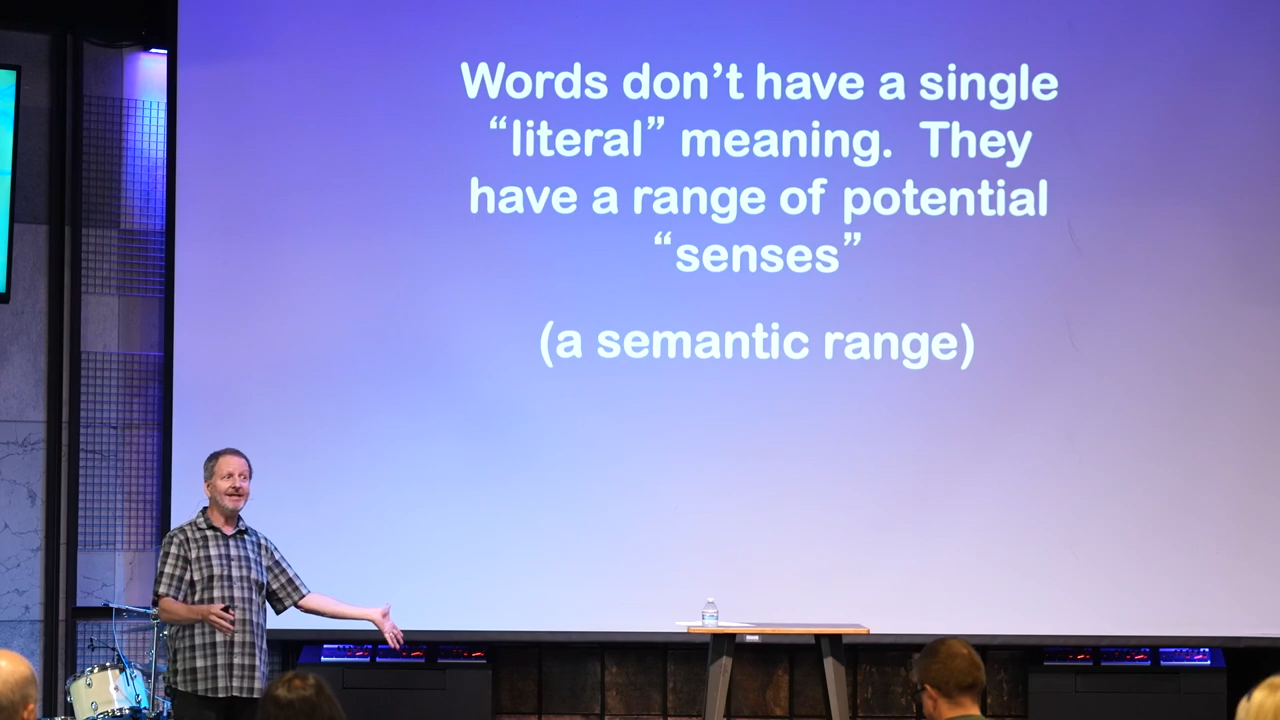 Words don’t have a single
“literal” meaning.  They
have a range of potential
“senses”
(a semantic range)